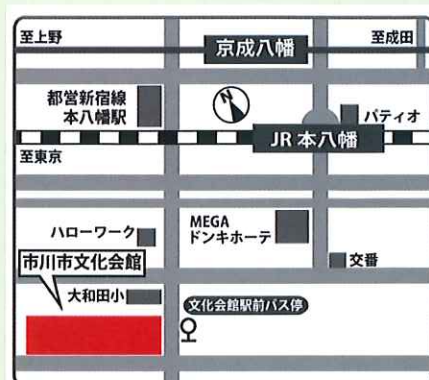 至上野
京成八幡
至成田
都営新宿線
本八幡駅
パティオ
JR 本八幡
至東京
ハローワーク
MEGA
ドンキホーテ
市川市文化会館
交番
大和田小
文化会館駅前バス停